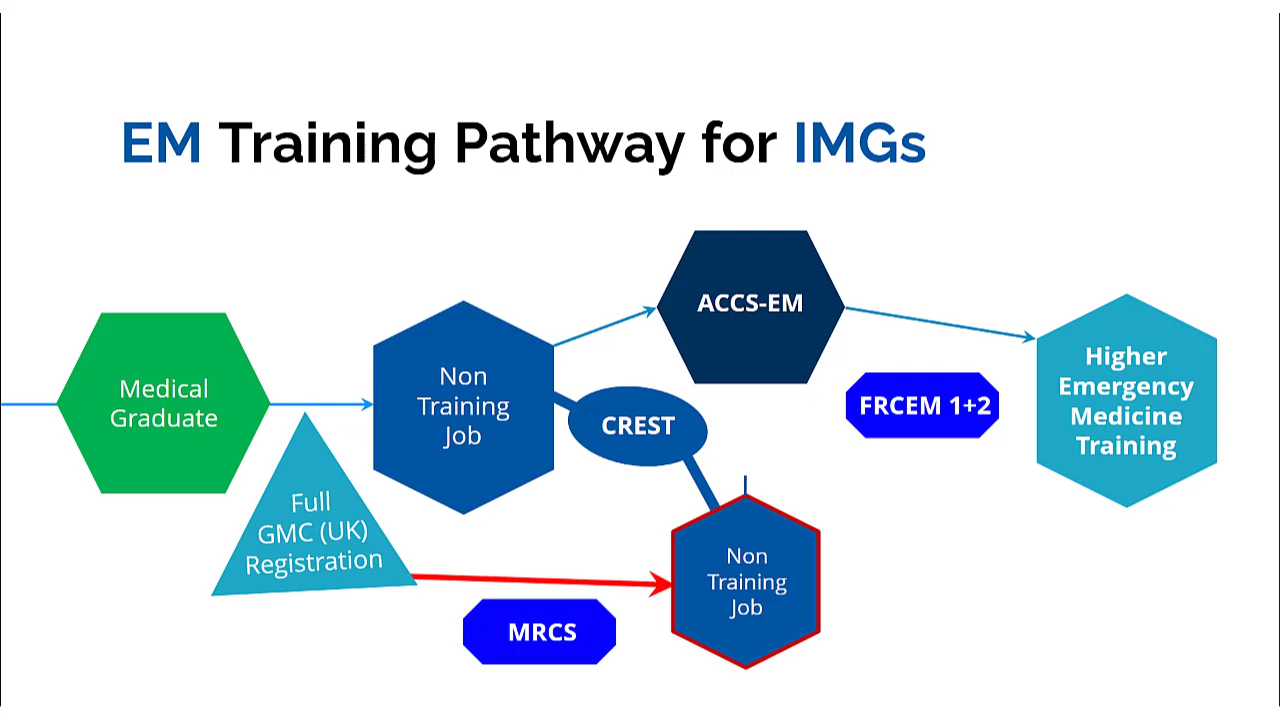 EM Training Pathway for IMGs
ACCS-EM
Medical
Graduate
Non
Training
Job
CREST
FRCEM 1+2
Higher
Emergency
Medicine
Training
Full
GMC (UK)
Registration
MRCS
Non
Training
Job